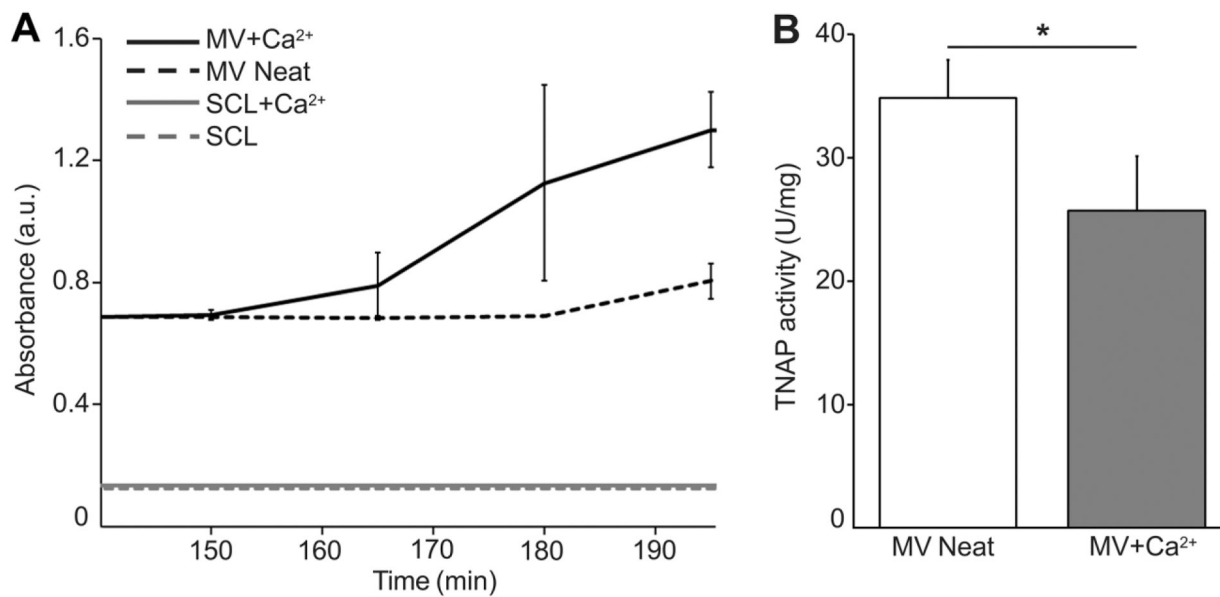 A
1.6
1.2
0.8
0.4
0
Absorbance (a.u.)
MV+Ca²⁺
MV Neat
SCL+Ca²⁺
SCL
150 160 170 180 190
Time (min)
B
*
40
30
20
10
0
TNAP activity (U/mg)
MV Neat MV+Ca²⁺